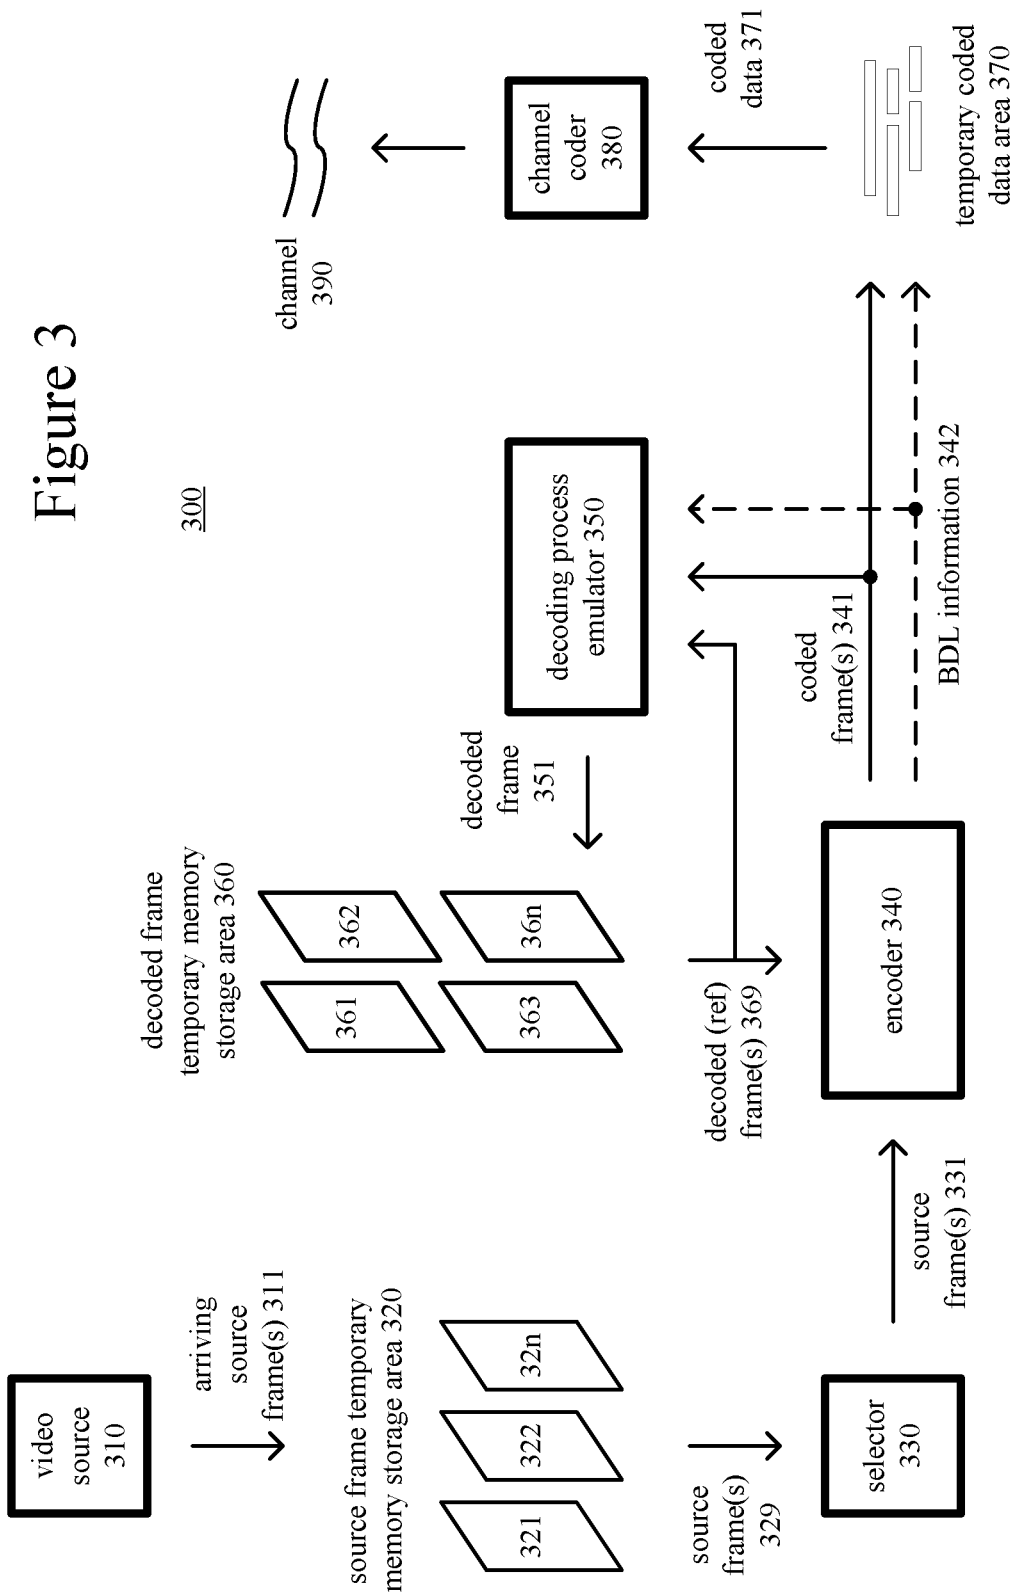 Figure 3
300
video
source
310
arriving
source
frame(s) 311
source frame temporary
memory storage area 320
321
322
32n
source
frame(s)
329
selector
330
source
frame(s) 331
decoded frame
temporary memory
storage area 360
361
362
363
36n
decoded (ref)
frame(s) 369
encoder 340
decoded
frame
351
decoding process
emulator 350
coded
frame(s) 341
BDL information 342
channel
390
channel
coder
380
coded
data 371
temporary coded
data area 370